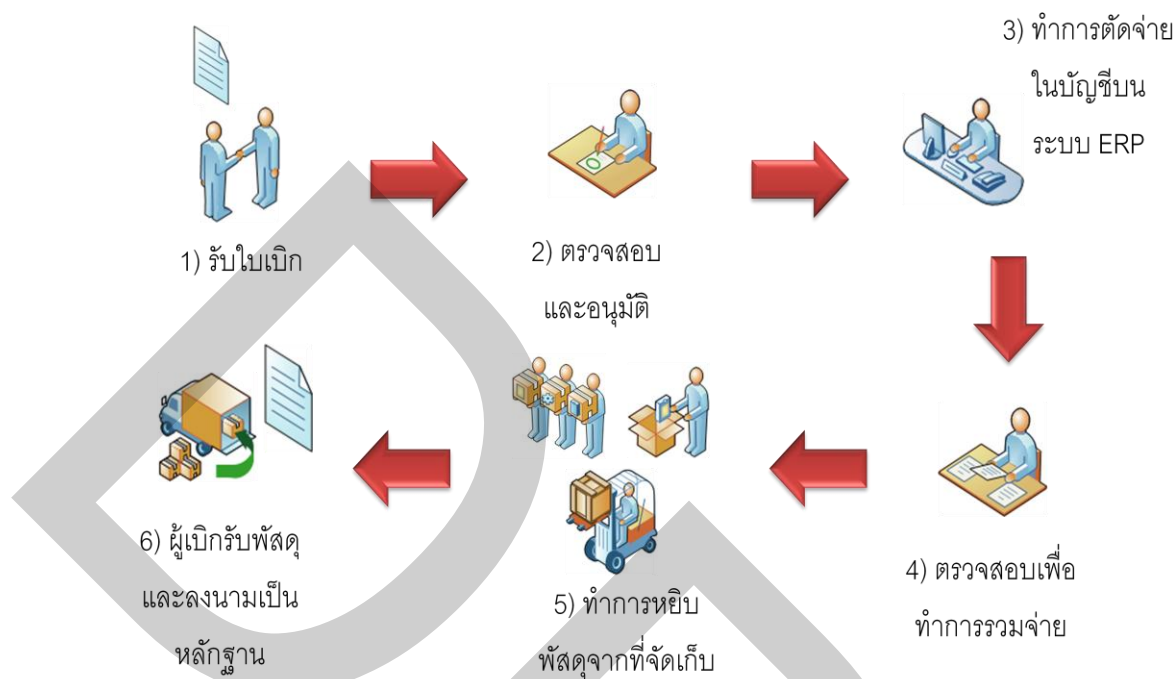 1) รับใบเบิก
2) ตรวจสอบ
และอนุมัติ
3) ทำการตัดจ่าย
ในบัญชีบน
ระบบ ERP
4) ตรวจสอบเพื่อ
ทำการรวมจ่าย
5) ทำการหยิบ
พัสดุจากที่จัดเก็บ
6) ผู้เบิกรับพัสดุ
และลงนามเป็น
หลักฐาน